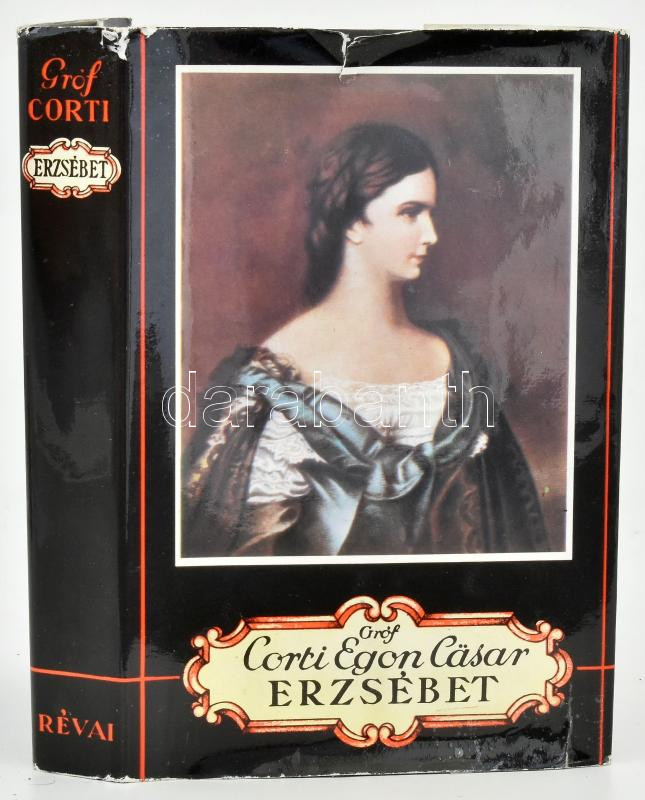 Gróf
CORTI
ERZSÉBET
RÉVAI
darabanth
Gróf
Corti Egon Cäsar
ERZSÉBET